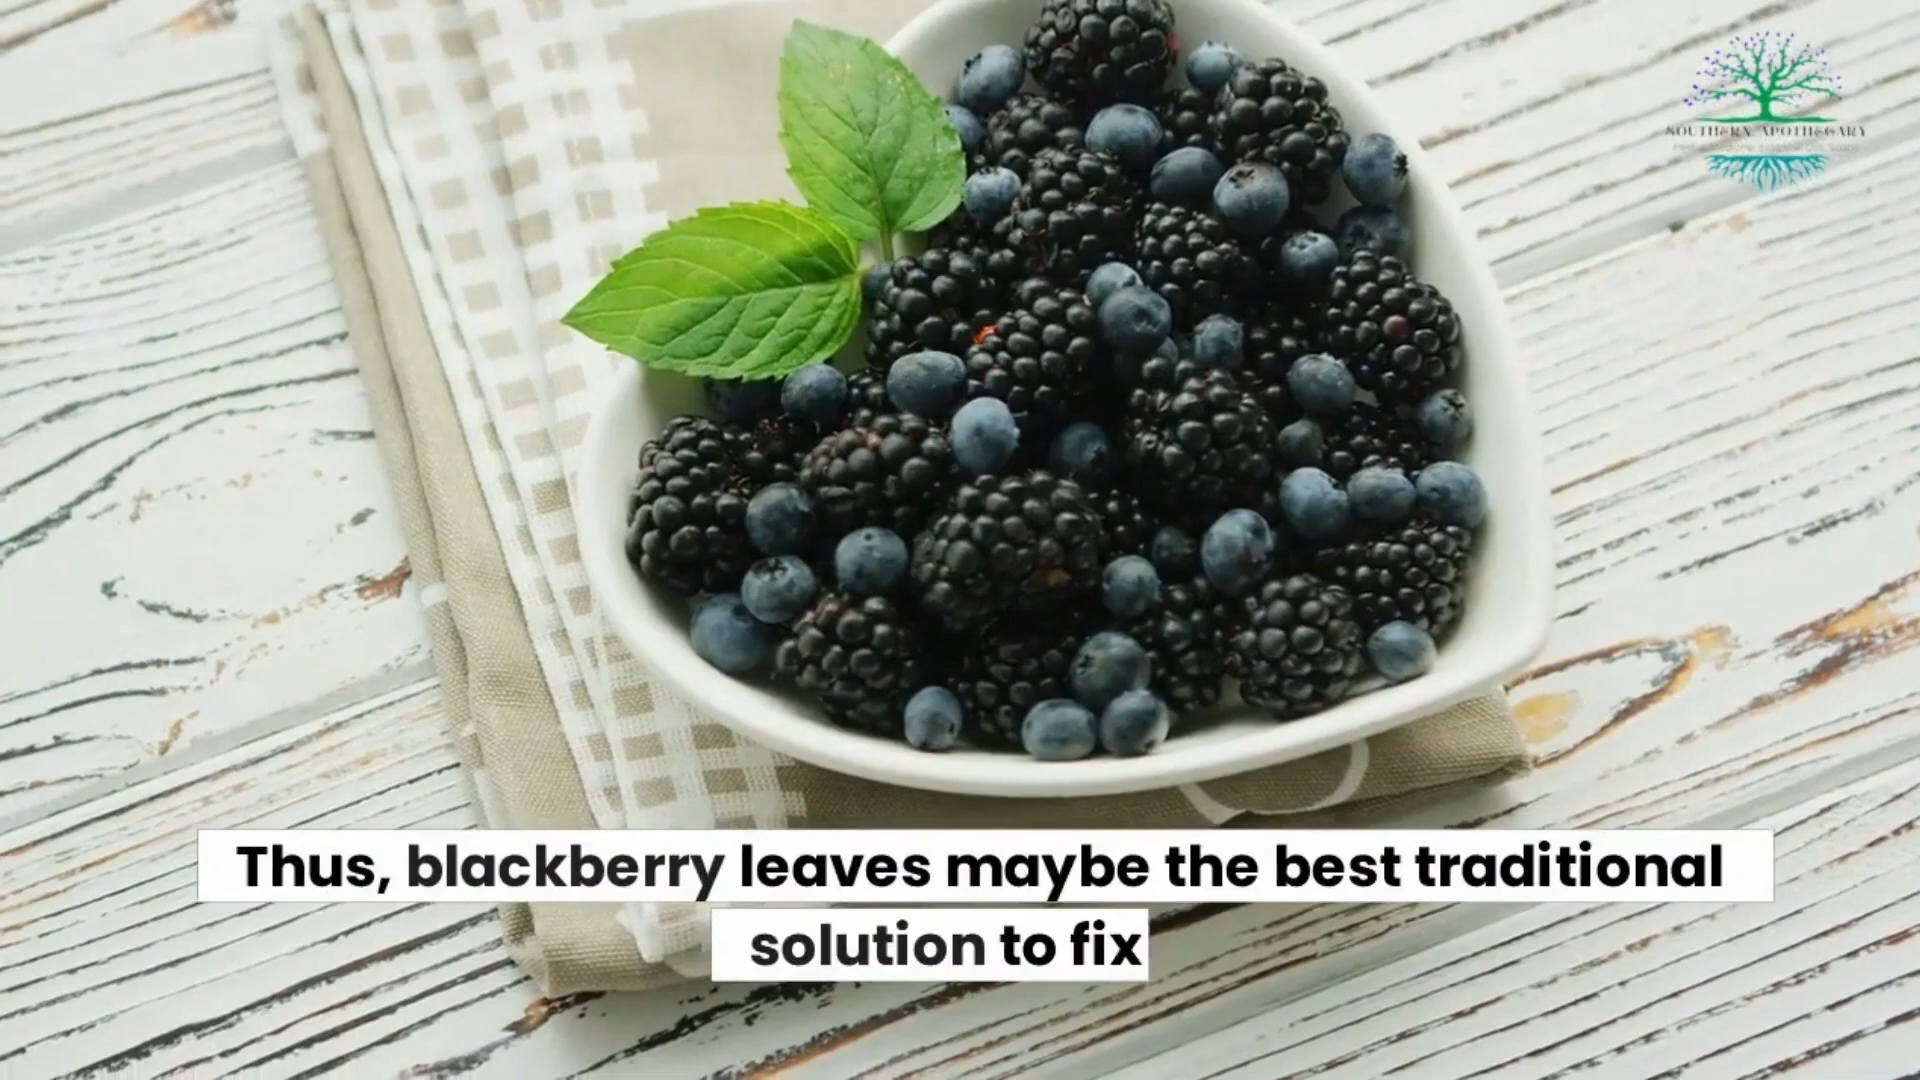 SOUTHERN APOTHECARY
Thus, blackberry leaves maybe the best traditional
solution to fix